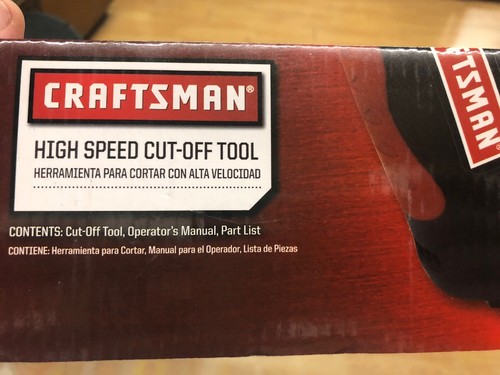 CRAFTSMAN®
HIGH SPEED CUT-OFF TOOL
HERRAMIENTA PARA CORTAR CON ALTA VELOCIDAD
CONTENTS: Cut-Off Tool, Operator's Manual, Part List
CONTIENE: Herramienta para Cortar, Manual para el Operador, Lista de Piezas
TSMAN®